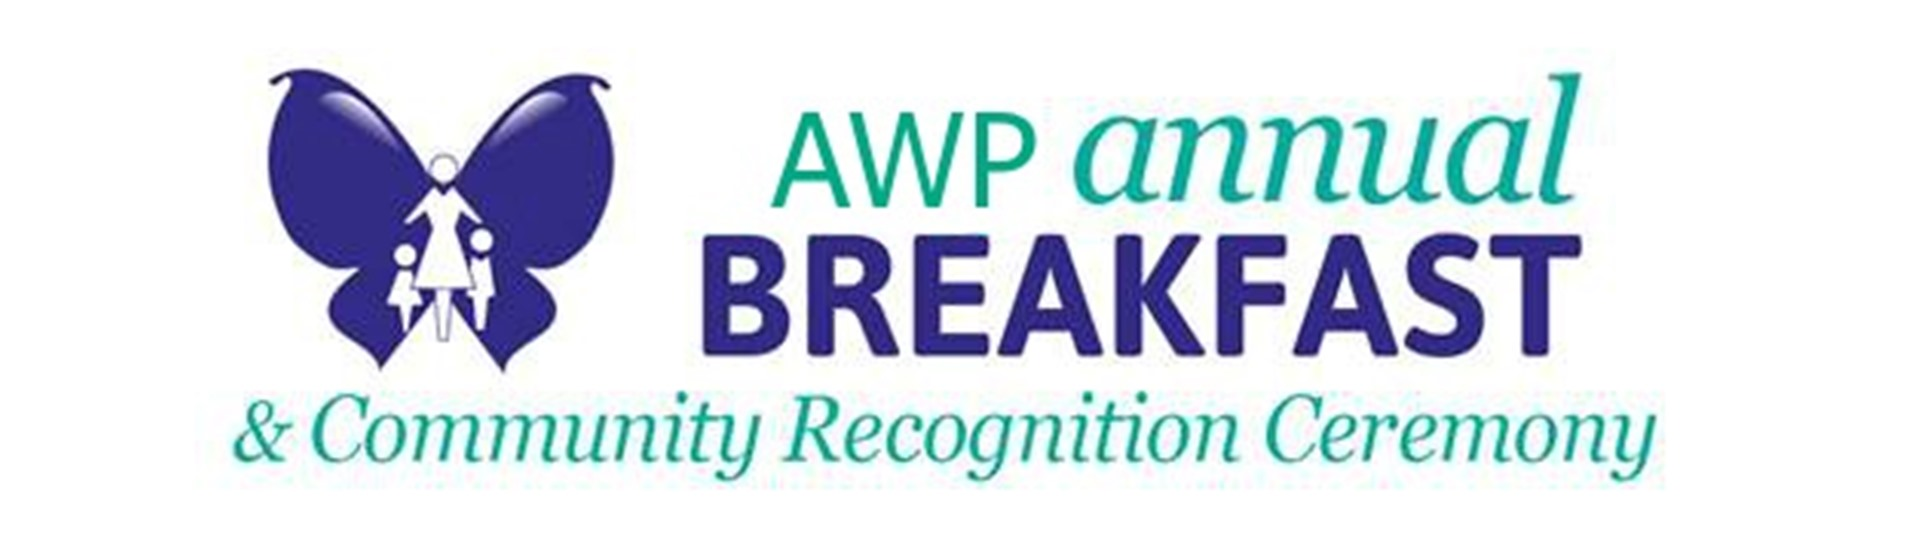 AWP annual
BREAKFAST
& Community Recognition Ceremony